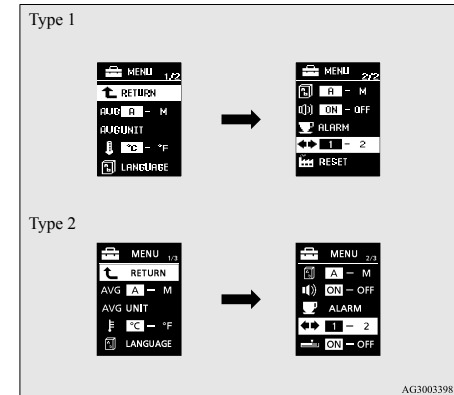 Type 1
MENU 1/2
RETURN
AVG A – M
AVG UNIT
°C – °F
LANGUAGE
MENU 2/2
A – M
ON – OFF
ALARM
1 – 2
RESET
Type 2
MENU 1/3
RETURN
AVG A – M
AVG UNIT
°C – °F
LANGUAGE
MENU 2/3
A – M
ON – OFF
ALARM
1 – 2
ON – OFF
AG3003398